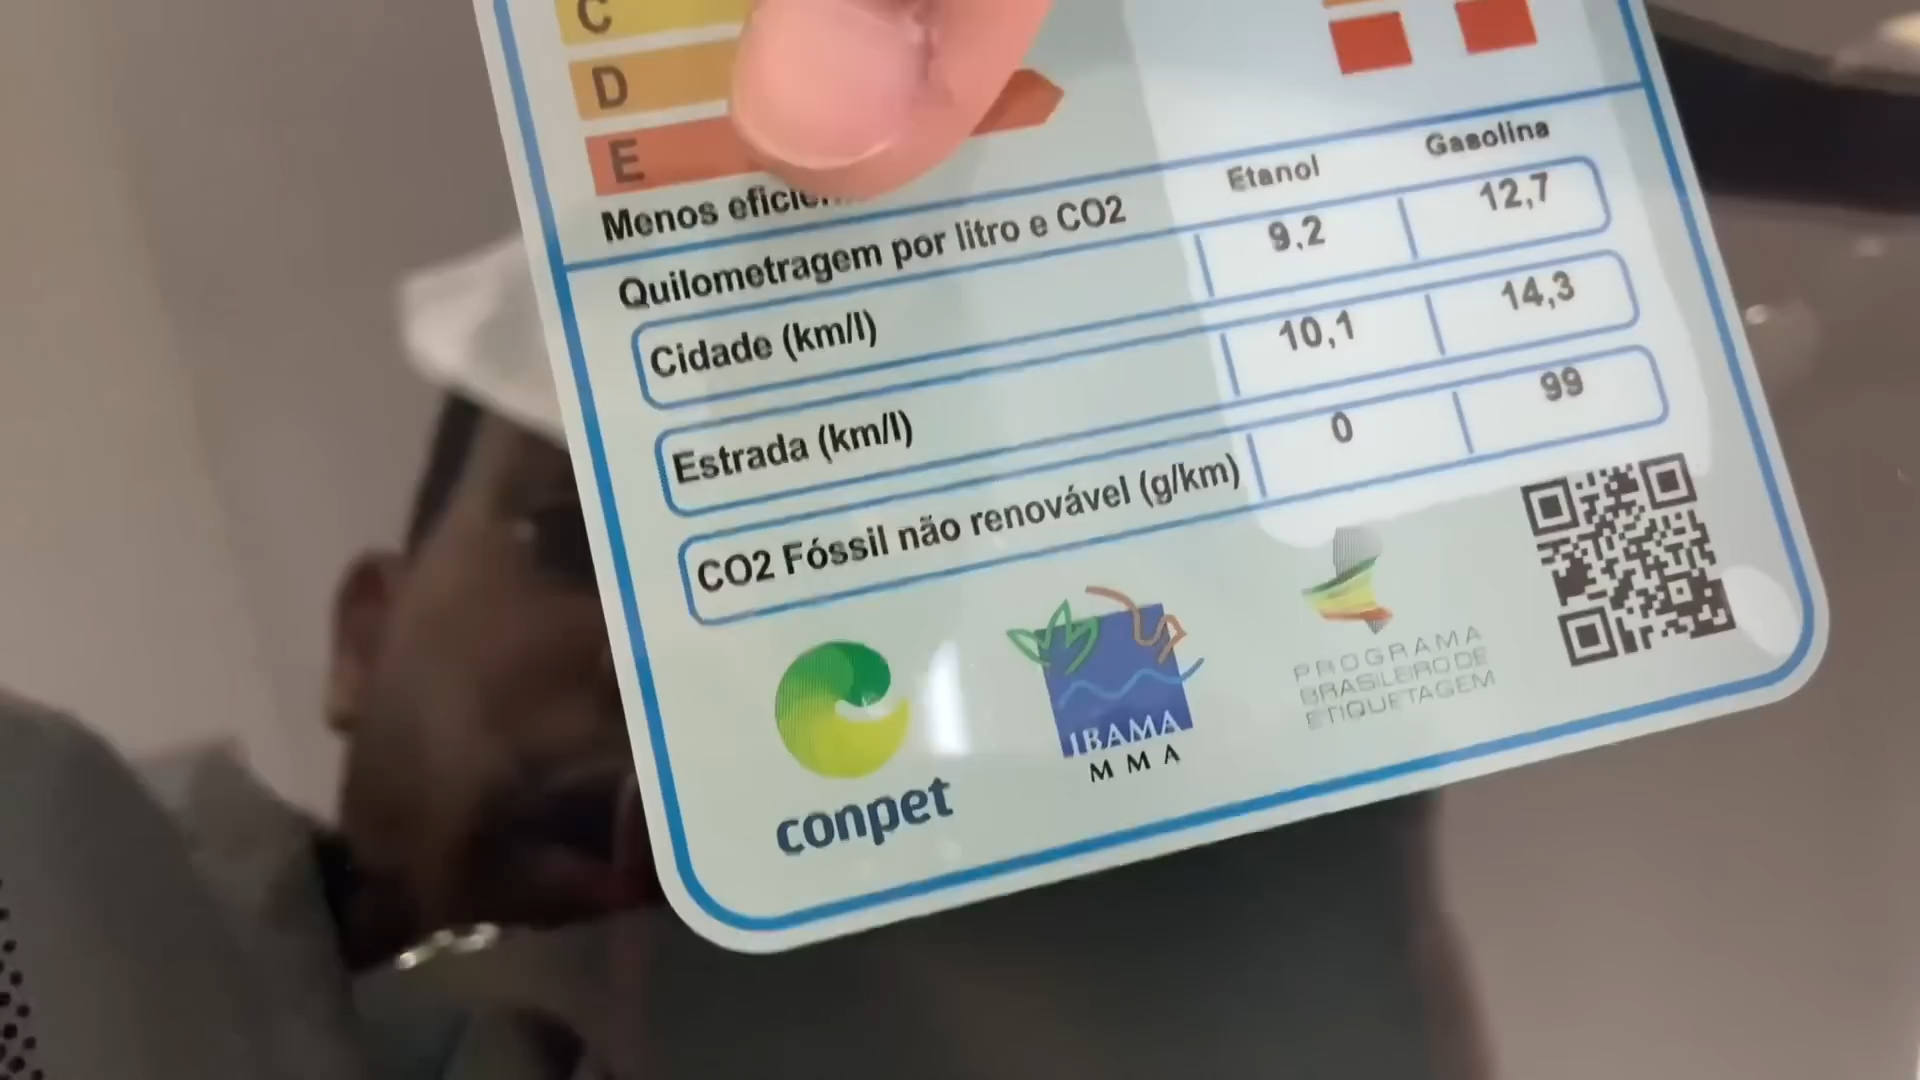 C
D
E
Menos
Etanol Gasolina
Quilometragem por litro e CO2
Cidade (km/l) 9,2 12,7
Estrada (km/l) 10,1 14,3
CO2 Fóssil não renovável (g/km) 0 99
conpet
IBAMA
MMA
PROGRAMA
BRASILEIRO DE
ETIQUETAGEM